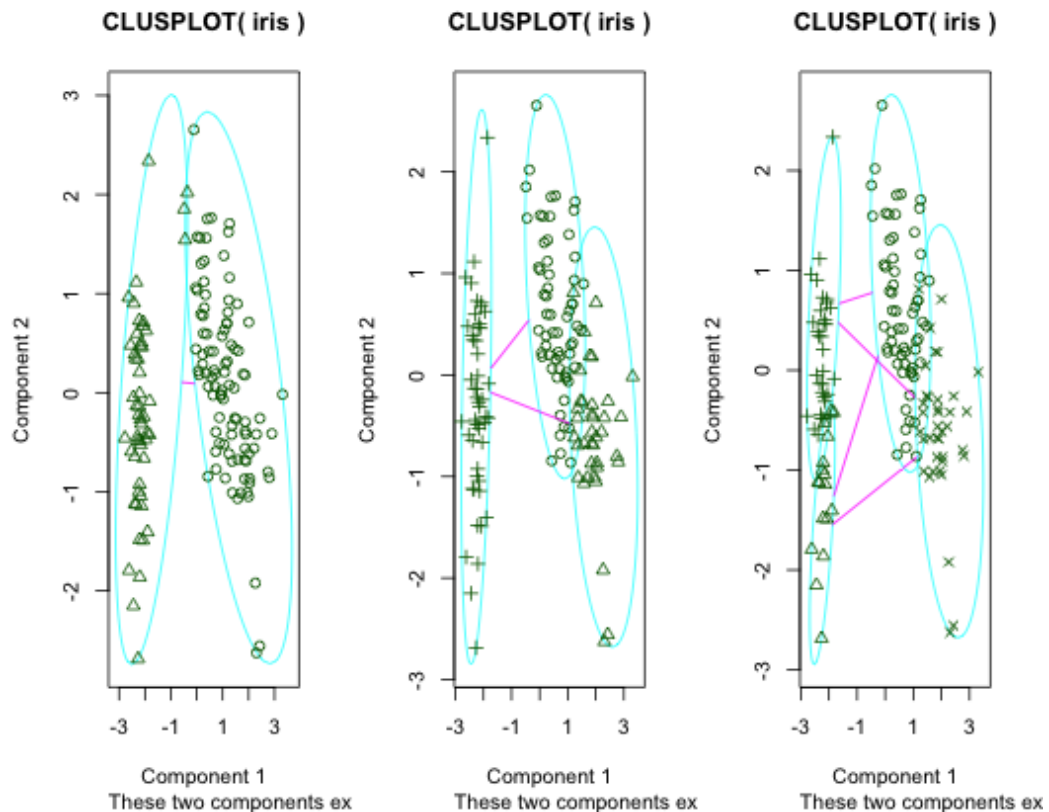 CLUSPLOT( iris )
Component 2
3
2
1
0
-1
-2
-3
-1
1
3
Component 1
These two components ex
CLUSPLOT( iris )
Component 2
2
1
0
-1
-2
-3
-3
-1
1
3
Component 1
These two components ex
CLUSPLOT( iris )
Component 2
2
1
0
-1
-2
-3
-3
-1
1
3
Component 1
These two components ex